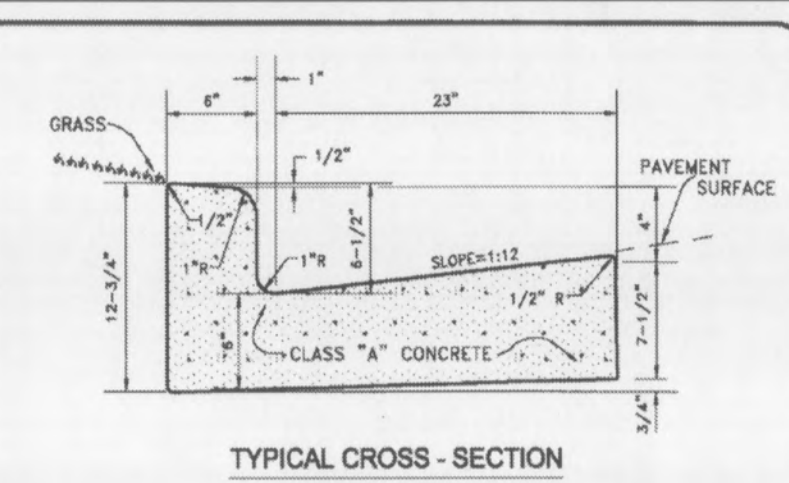 1"
6"
23"
GRASS
1/2"
PAVEMENT
SURFACE
1/2"
4"
1"R
1"R
6-1/2"
SLOPE=1:12
12-3/4"
1/2" R
7-1/2"
6"
CLASS "A" CONCRETE
3/4"
TYPICAL CROSS - SECTION